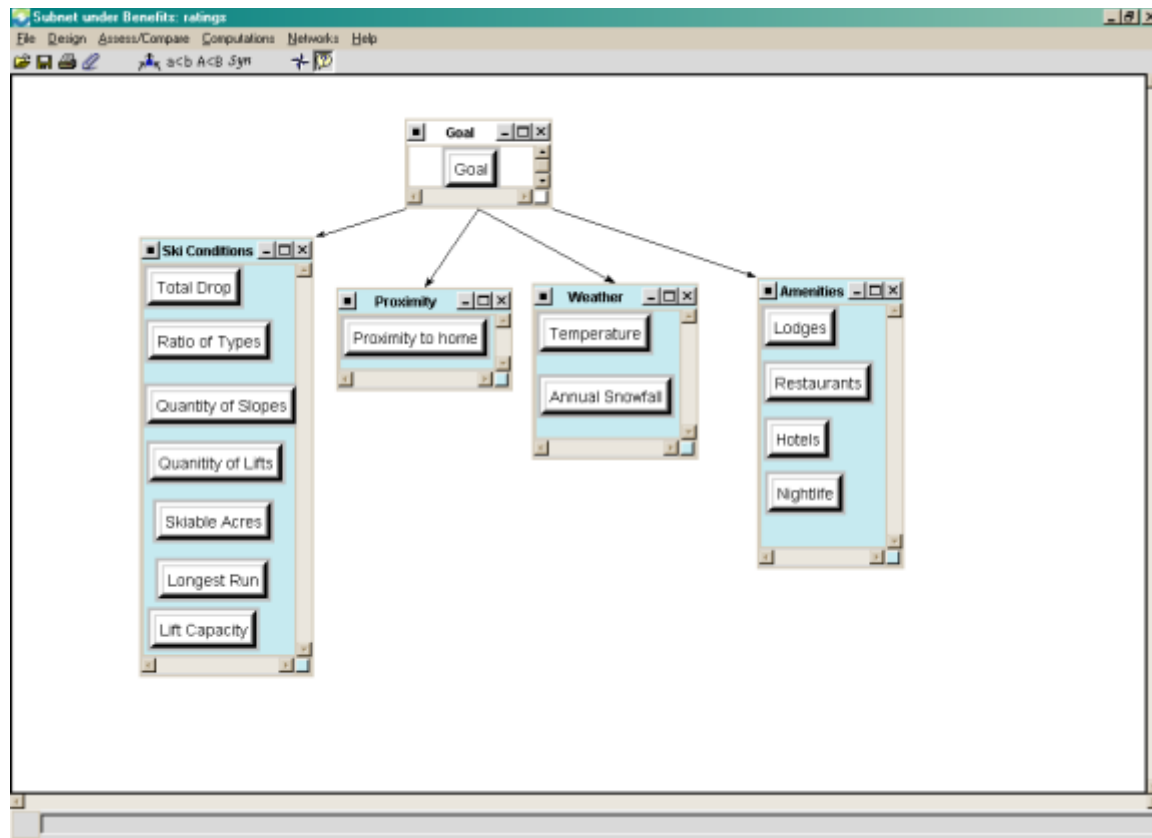 Subnet under Benefits: ratings
File Design Assess/Compare Computations Networks Help
a<b A<B Syn
Goal
Goal
Ski Conditions
Total Drop
Ratio of Types
Quantity of Slopes
Quanitity of Lifts
Skiable Acres
Longest Run
Lift Capacity
Proximity
Proximity to home
Weather
Temperature
Annual Snowfall
Amenities
Lodges
Restaurants
Hotels
Nightlife